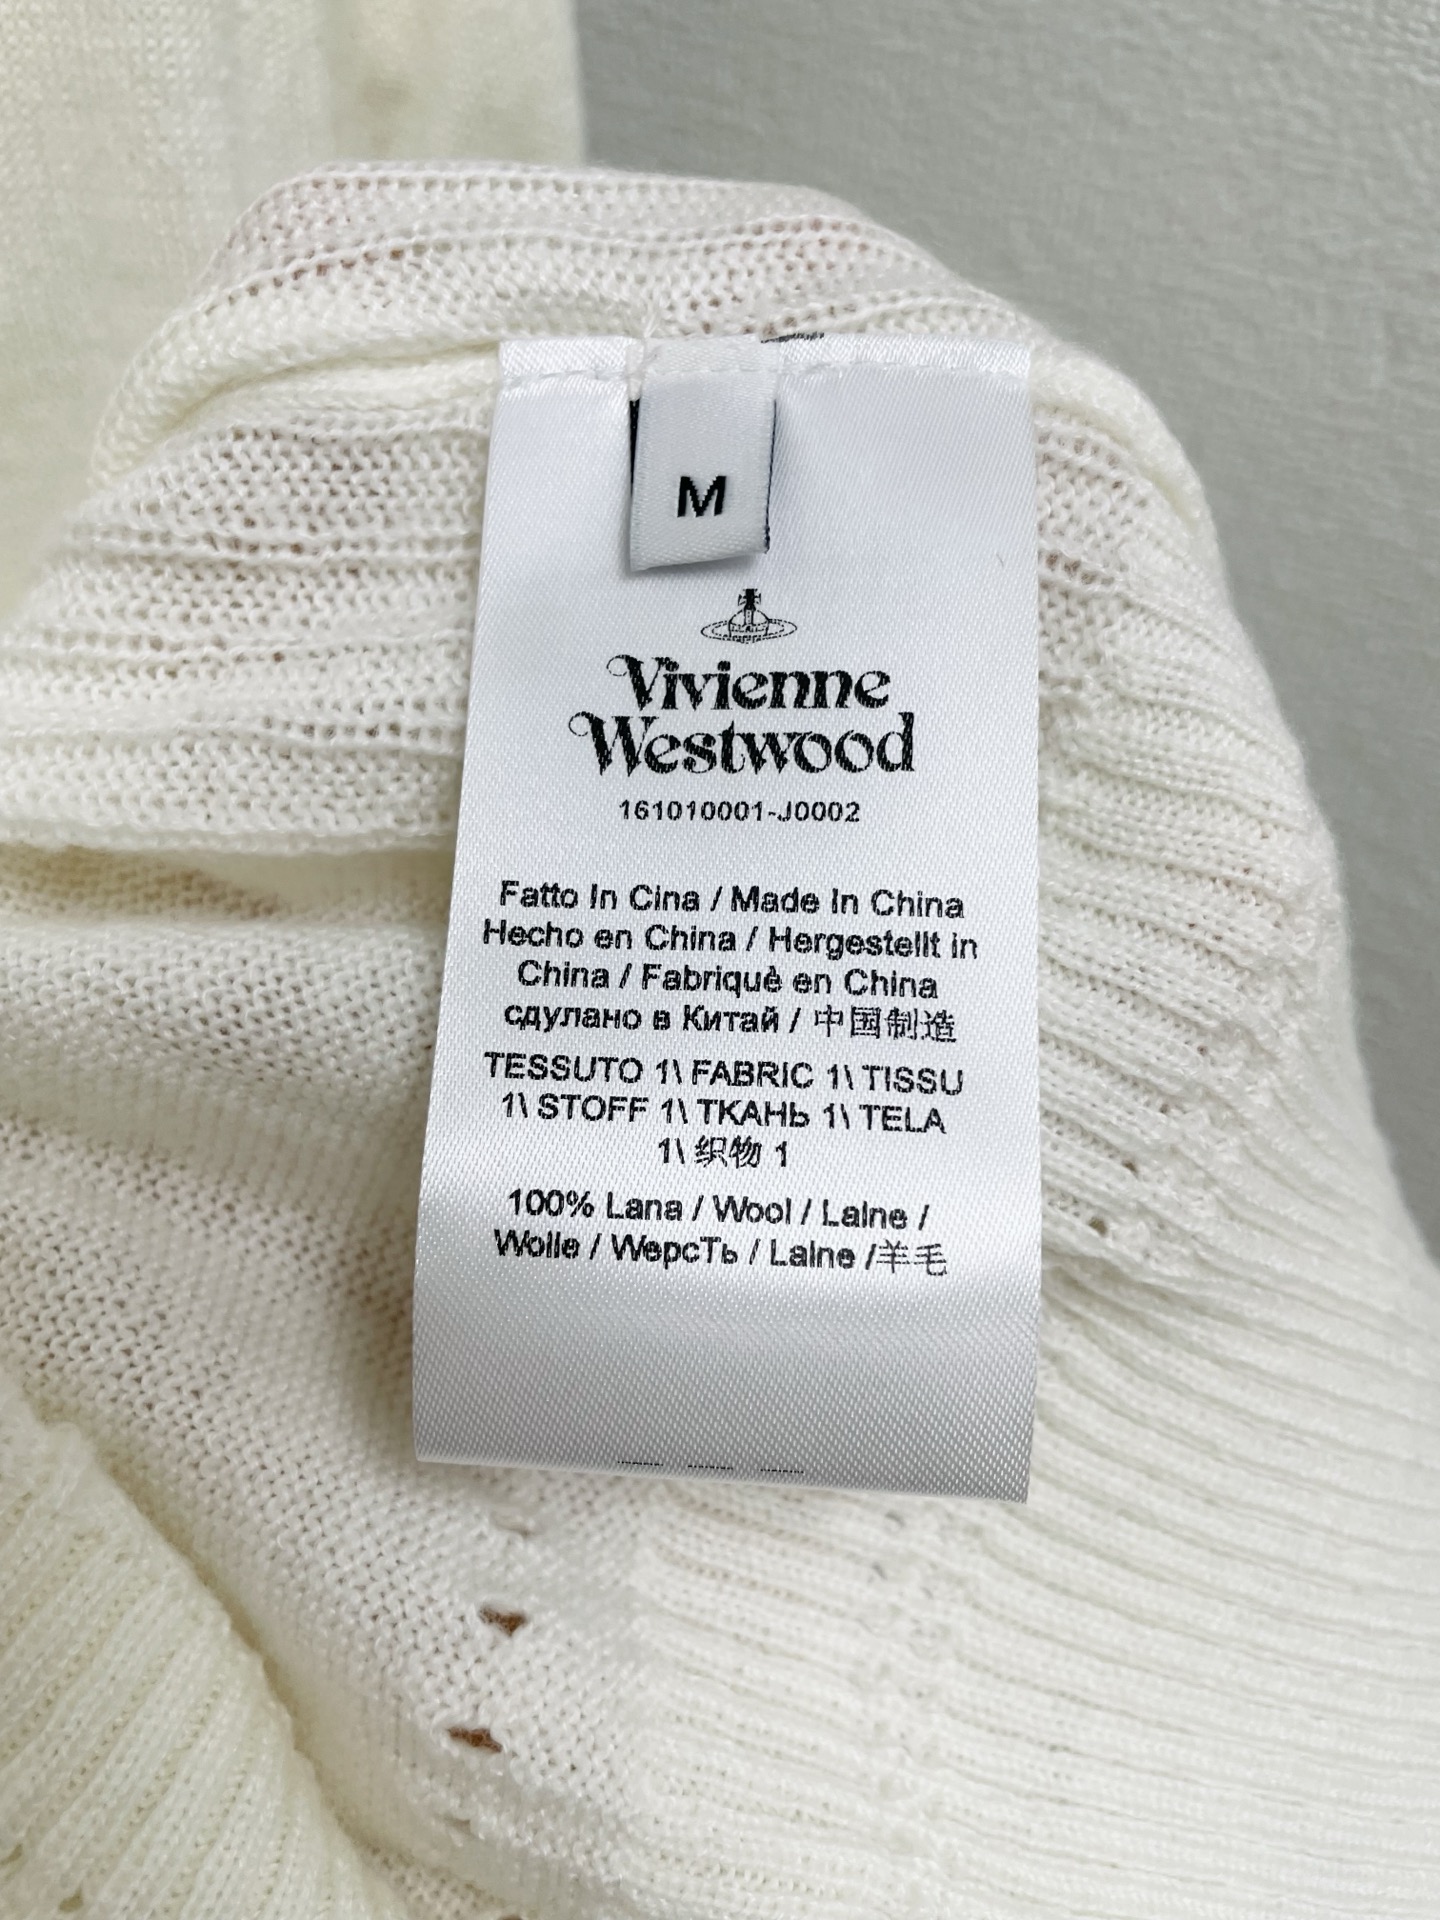 M
Vivienne
Westwood
161010001-J0002
Fatto In Cina / Made In China
Hecho en China / Hergestellt in
China / Fabriquè en China
сдулано в Китай / 中国制造
TESSUTO 1\ FABRIC 1\ TISSU
1\ STOFF 1\ ТКАНЬ 1\ TELA
1\ 织物 1
100% Lana / Wool / Laine /
Wolle / WepcTь / Laine /羊毛